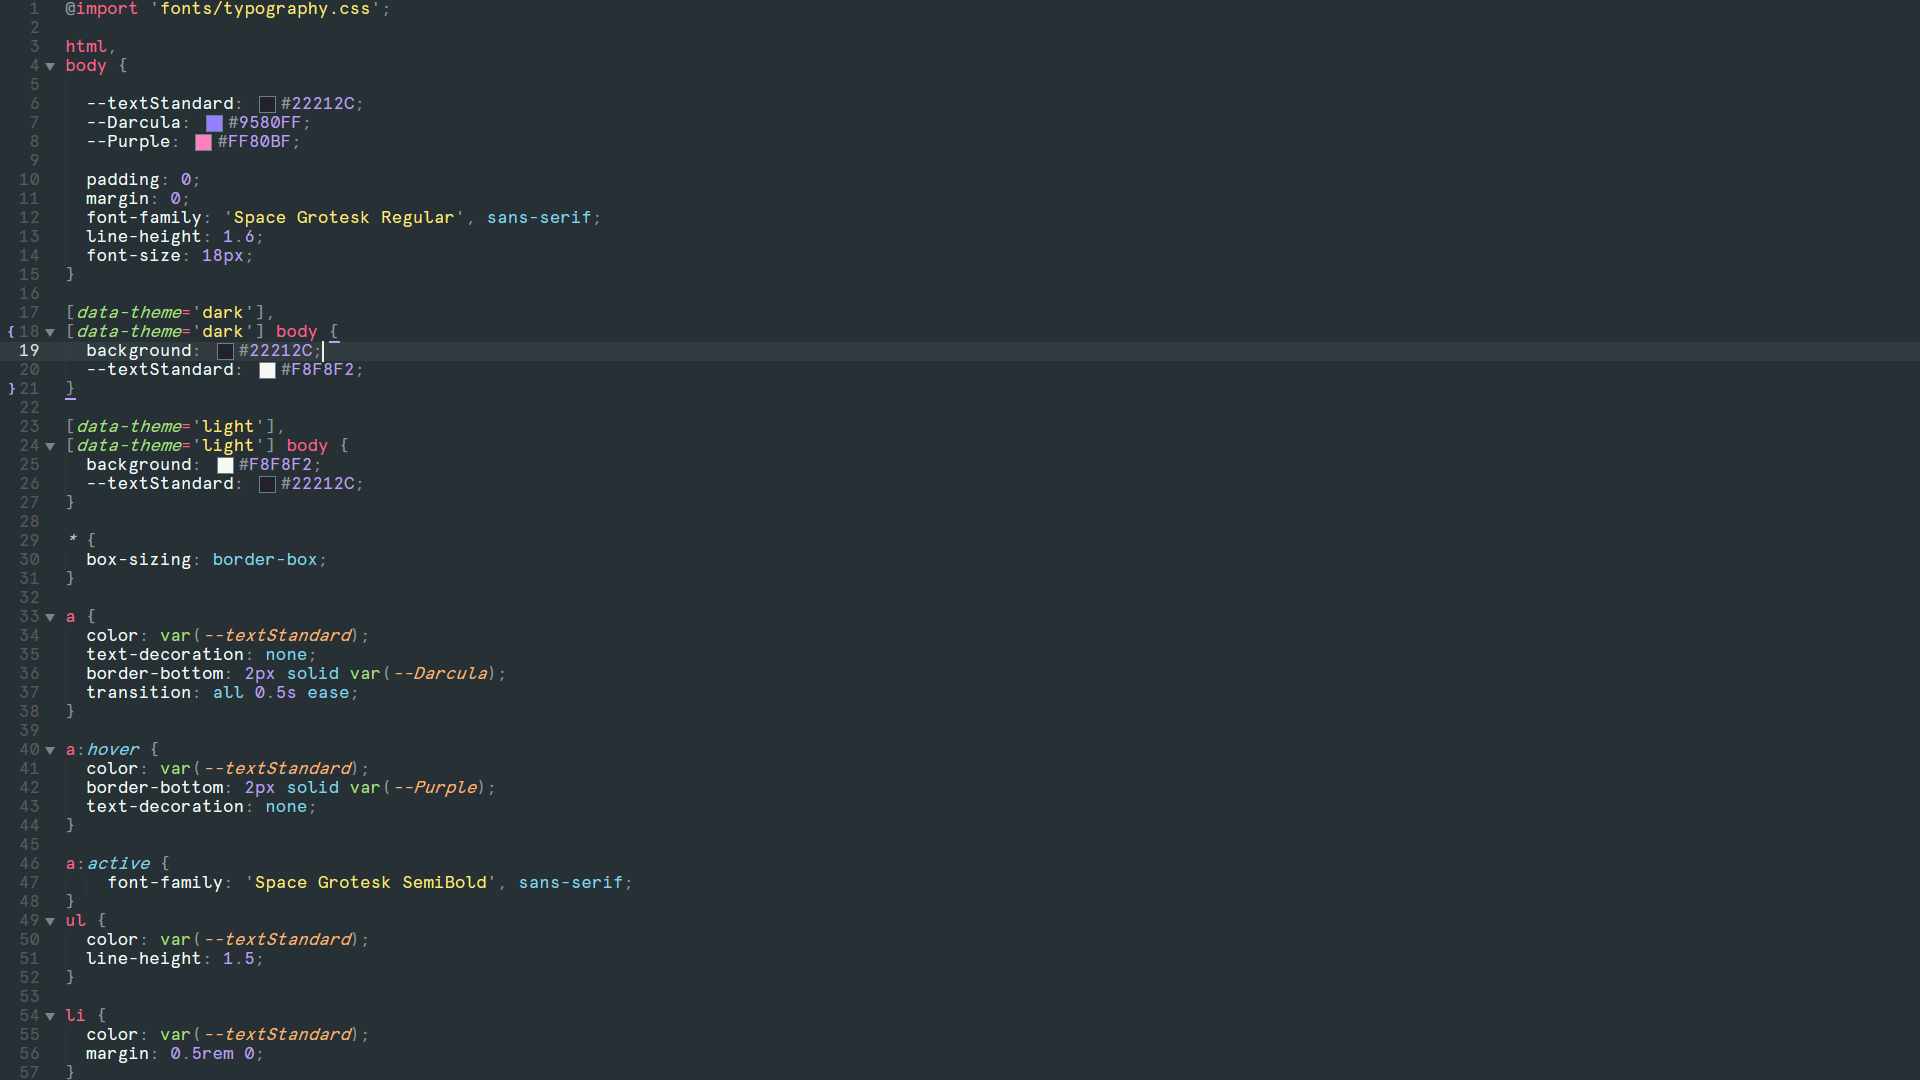 1 @import 'fonts/typography.css';
2
3 html,
4 body {
5
6 --textStandard: #22212C;
7 --Darcula: #9580FF;
8 --Purple: #FF80BF;
9
10 padding: 0;
11 margin: 0;
12 font-family: 'Space Grotesk Regular', sans-serif;
13 line-height: 1.6;
14 font-size: 18px;
15 }
16
17 [data-theme='dark'],
{ 18 [data-theme='dark'] body {
19 background: #22212C;
20 --textStandard: #F8F8F2;
} 21 }
22
23 [data-theme='light'],
24 [data-theme='light'] body {
25 background: #F8F8F2;
26 --textStandard: #22212C;
27 }
28
29 * {
30 box-sizing: border-box;
31 }
32
33 a {
34 color: var(--textStandard);
35 text-decoration: none;
36 border-bottom: 2px solid var(--Darcula);
37 transition: all 0.5s ease;
38 }
39
40 a:hover {
41 color: var(--textStandard);
42 border-bottom: 2px solid var(--Purple);
43 text-decoration: none;
44 }
45
46 a:active {
47 font-family: 'Space Grotesk SemiBold', sans-serif;
48 }
49 ul {
50 color: var(--textStandard);
51 line-height: 1.5;
52 }
53
54 li {
55 color: var(--textStandard);
56 margin: 0.5rem 0;
57 }